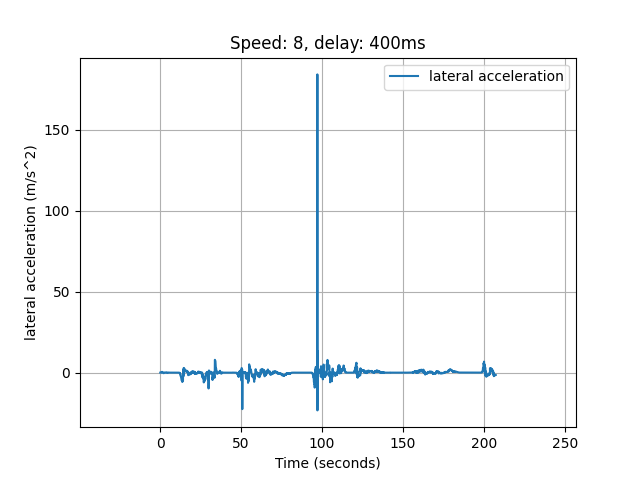 Speed: 8, delay: 400ms
lateral acceleration
lateral acceleration (m/s^2)
150
100
50
0
0 50 100 150 200 250
Time (seconds)